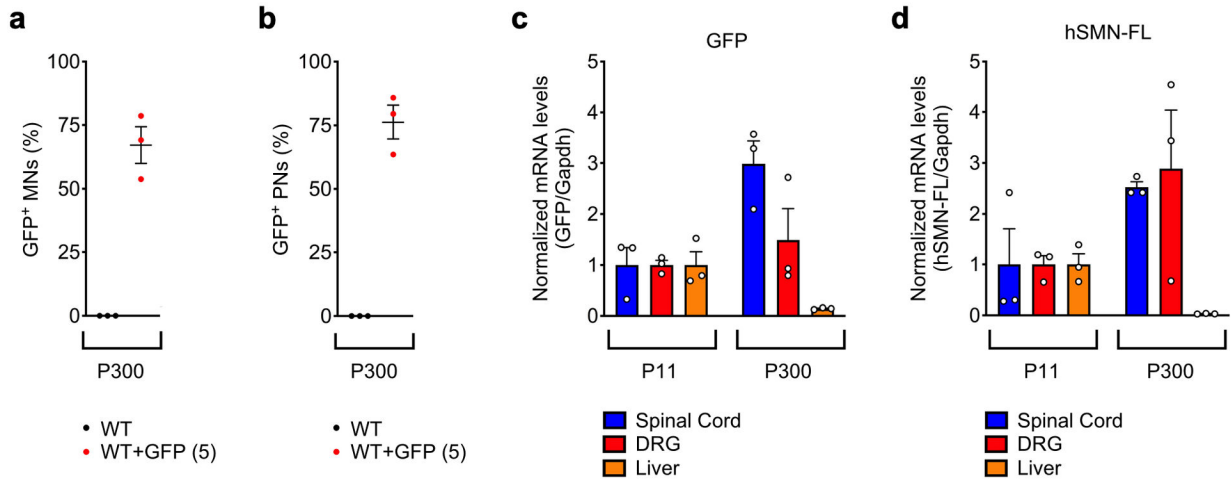 a
100
75
50
25
0
GFP⁺ MNs (%)
P300
WT
WT+GFP (5)
b
100
75
50
25
0
GFP⁺ PNs (%)
P300
WT
WT+GFP (5)
c
GFP
5
4
3
2
1
0
Normalized mRNA levels
(GFP/Gapdh)
P11
P300
Spinal Cord
DRG
Liver
d
hSMN-FL
5
4
3
2
1
0
Normalized mRNA levels
(hSMN-FL/Gapdh)
P11
P300
Spinal Cord
DRG
Liver